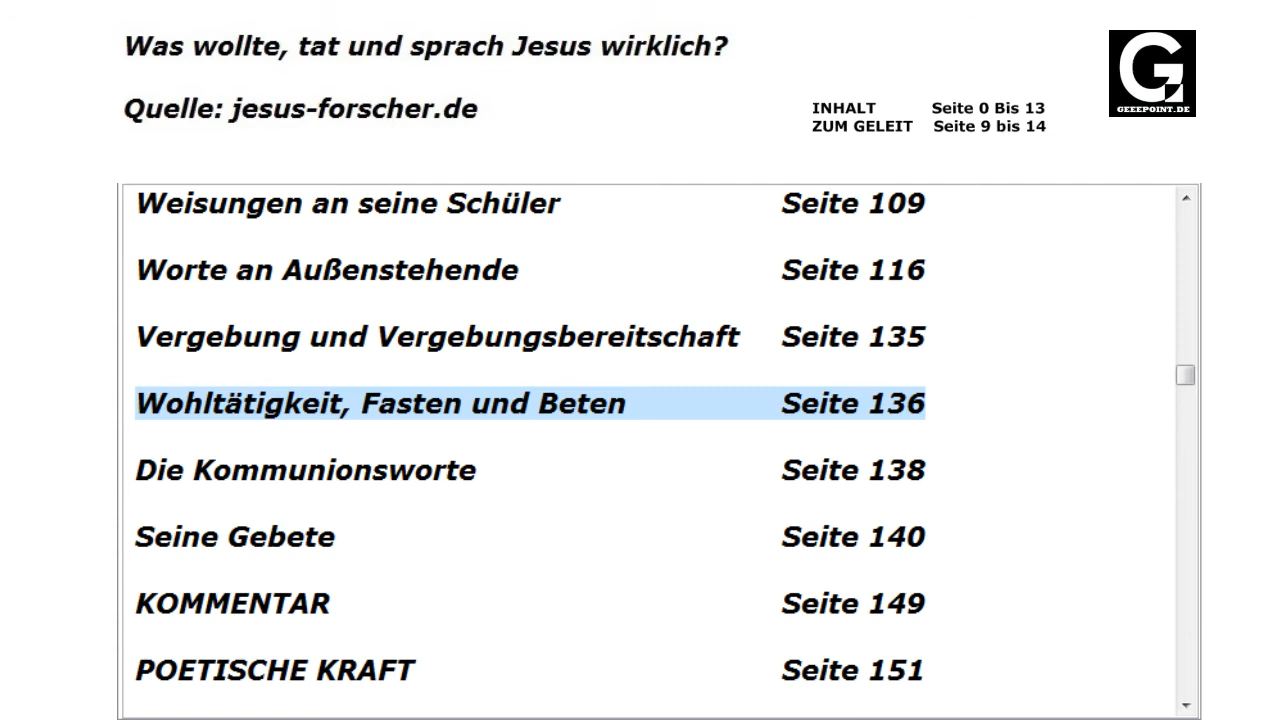 Was wollte, tat und sprach Jesus wirklich?
Quelle: jesus-forscher.de
INHALT Seite 0 Bis 13
ZUM GELEIT Seite 9 bis 14
G
GEEEPOINT.DE
Weisungen an seine Schüler Seite 109
Worte an Außenstehende Seite 116
Vergebung und Vergebungsbereitschaft Seite 135
Wohltätigkeit, Fasten und Beten Seite 136
Die Kommunionsworte Seite 138
Seine Gebete Seite 140
KOMMENTAR Seite 149
POETISCHE KRAFT Seite 151